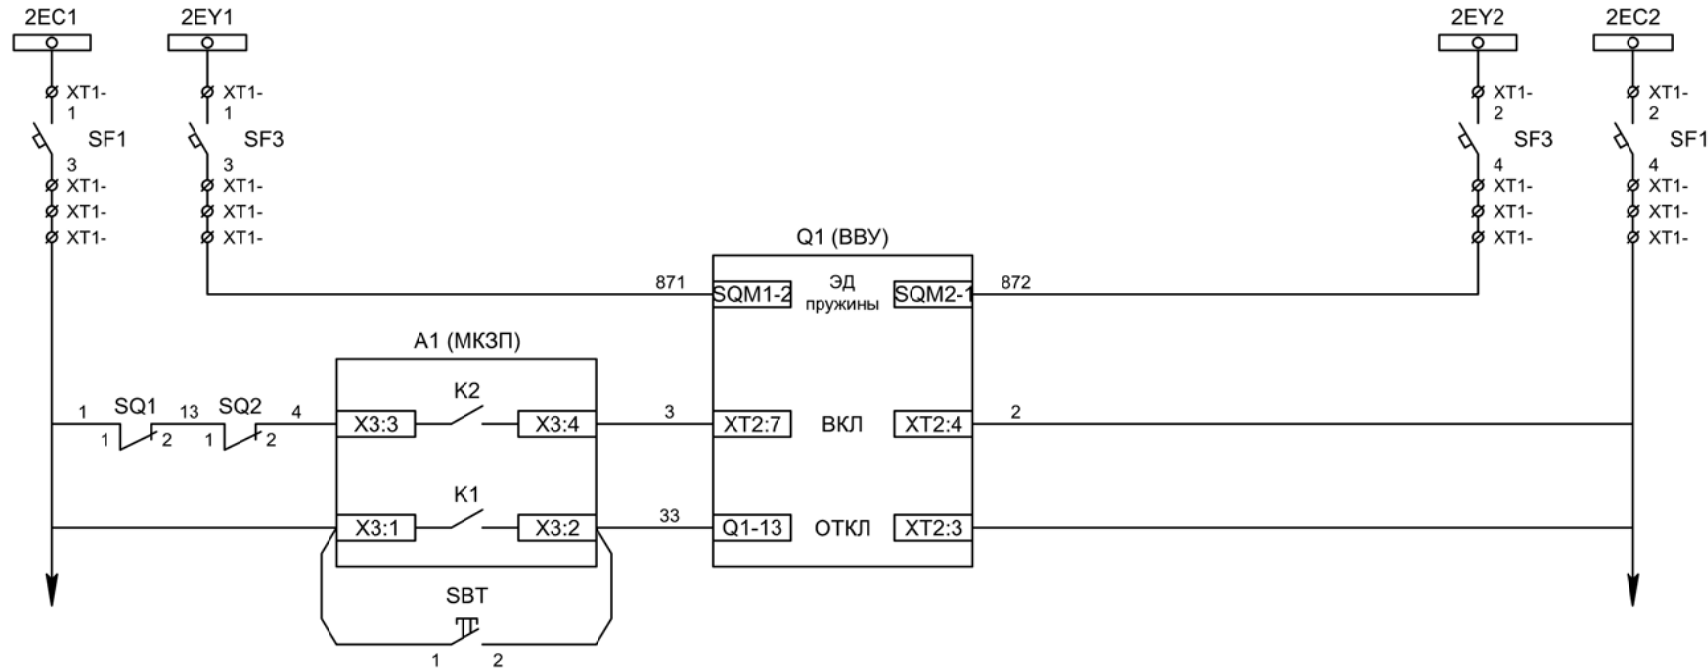 2EC1
2EY1
2EY2
2EC2
XT1-
XT1-
XT1-
XT1-
1
1
2
2
SF1
SF3
SF3
SF1
3
3
4
4
XT1-
XT1-
XT1-
XT1-
XT1-
XT1-
XT1-
XT1-
XT1-
XT1-
XT1-
XT1-
Q1 (ВВУ)
871
SQM1-2
ЭД
пружины
SQM2-1
872
А1 (МКЗП)
1
SQ1
13
SQ2
4
K2
3
2
1
2
1
2
X3:3
X3:4
XT2:7
ВКЛ
XT2:4
K1
33
X3:1
X3:2
Q1-13
ОТКЛ
XT2:3
SBT
1
2